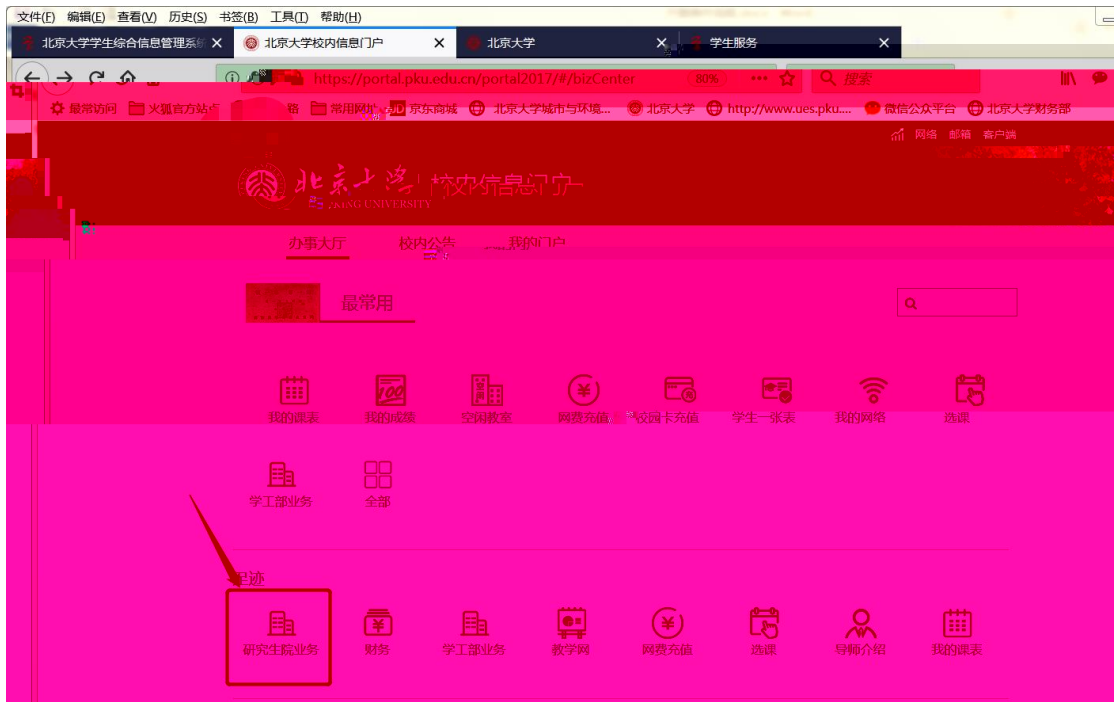 文件(F) 编辑(E) 查看(V) 历史(S) 书签(B) 工具(T) 帮助(H)
北京大学学生综合信息管理系统 北京大学校内信息门户 北京大学 学生服务
https://portal.pku.edu.cn/portal2017/#/bizCenter 80% 搜索
最常访问 火狐官方站点 常用网址 JD 京东商城 北京大学城市与环境... 北京大学 http://www.ues.pku.... 微信公众平台 北京大学财务部
网络 邮箱 客户端
北京大学 校内信息门户
KING UNIVERSITY
办事大厅 校内公告 我的门户
最常用
我的课表 我的成绩 空闲教室 网费充值 校园卡充值 学生一张表 我的网络 选课
学工部业务 全部
足迹
研究生院业务 财务 学工部业务 教学网 网费充值 选课 导师介绍 我的课表